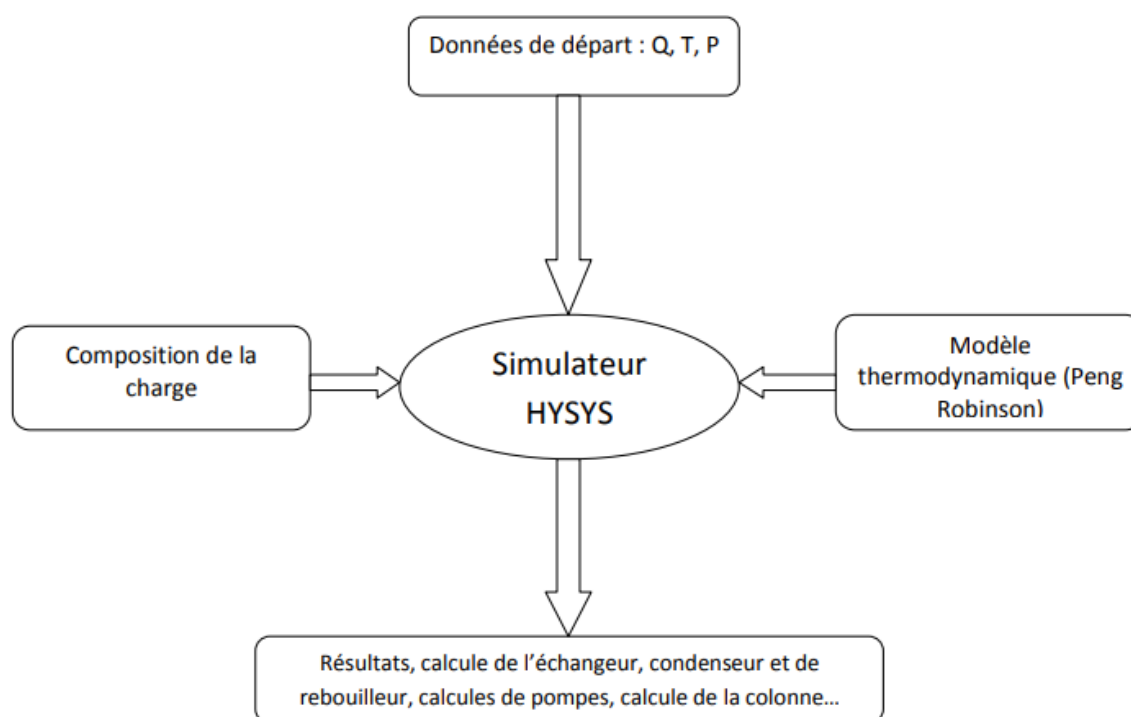 Données de départ : Q, T, P
Composition de la
charge
Simulateur
HYSYS
Modèle
thermodynamique (Peng
Robinson)
Résultats, calcule de l’échangeur, condenseur et de
rebouilleur, calcules de pompes, calcule de la colonne…